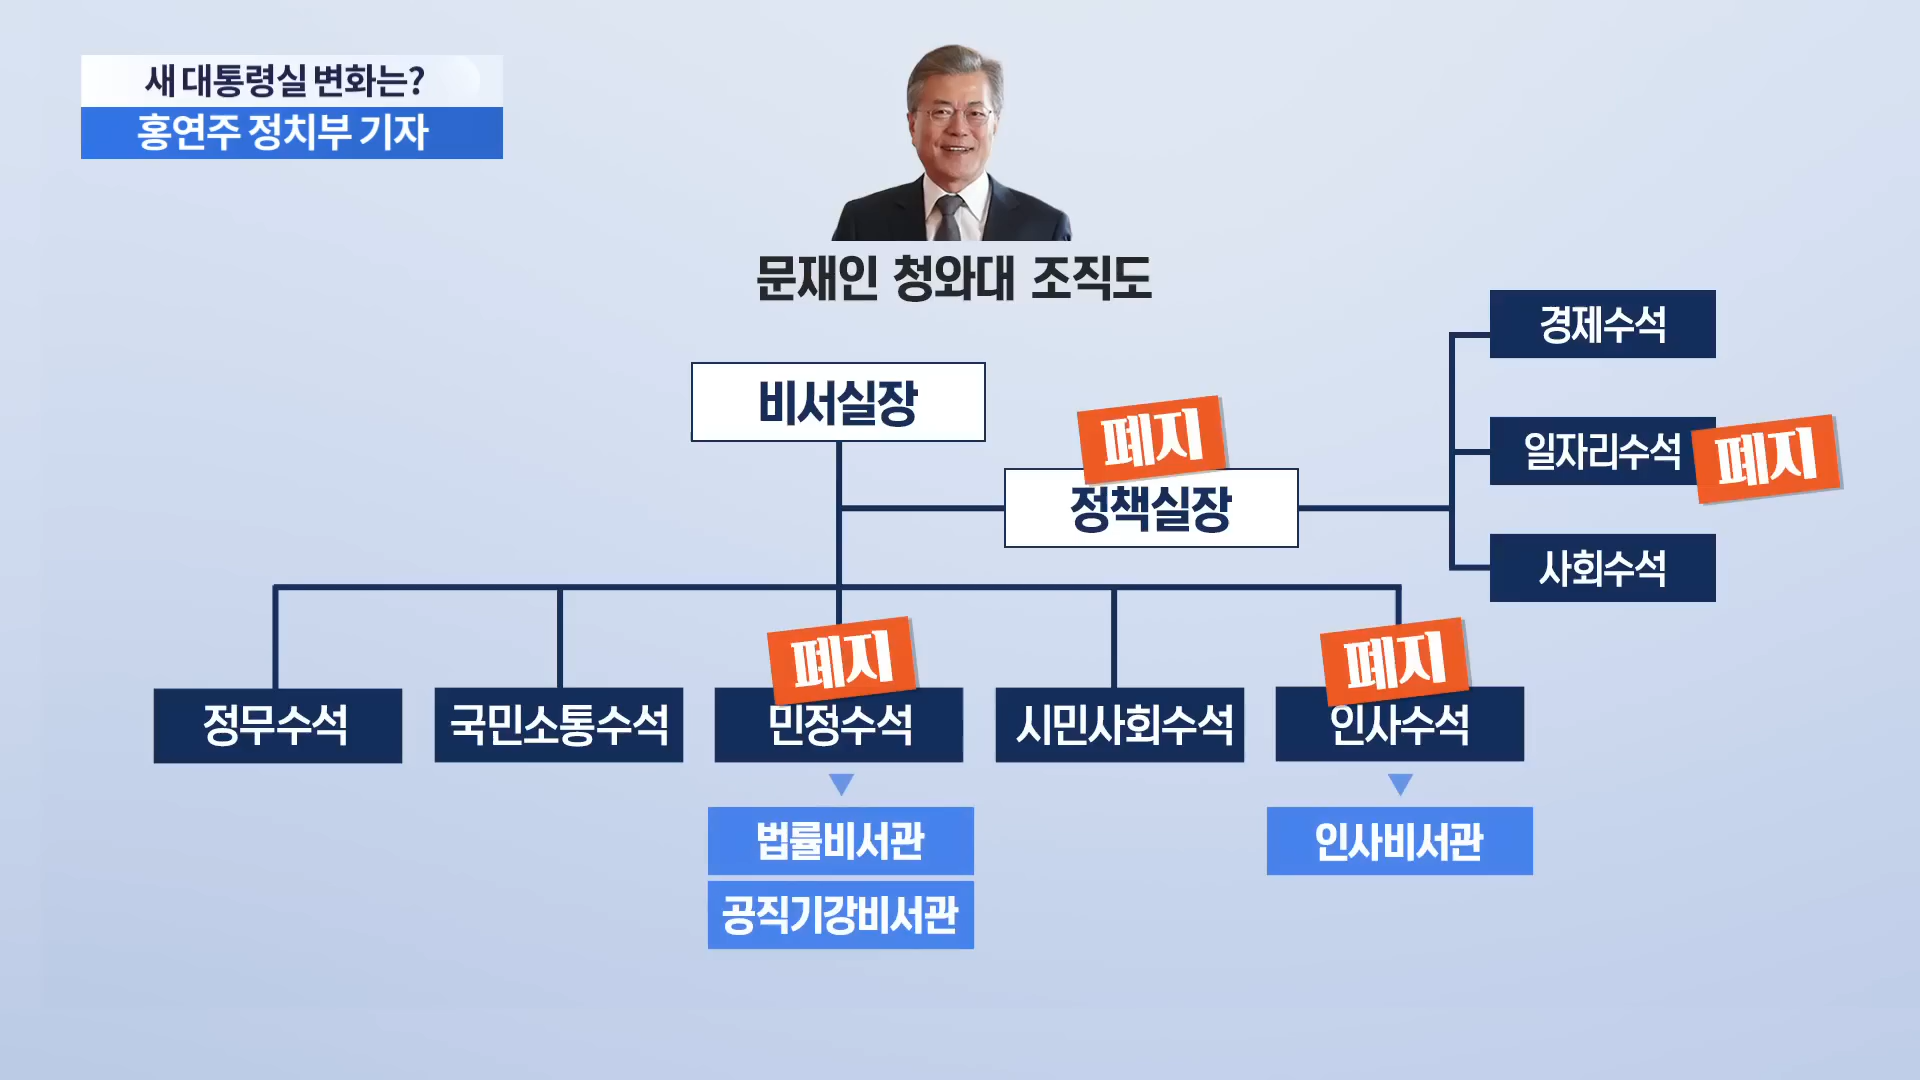 새 대통령실 변화는?
홍연주 정치부 기자
문재인 청와대 조직도
비서실장
폐지
정책실장
경제수석
일자리수석
폐지
사회수석
폐지
폐지
정무수석
국민소통수석
민정수석
시민사회수석
인사수석
법률비서관
인사비서관
공직기강비서관